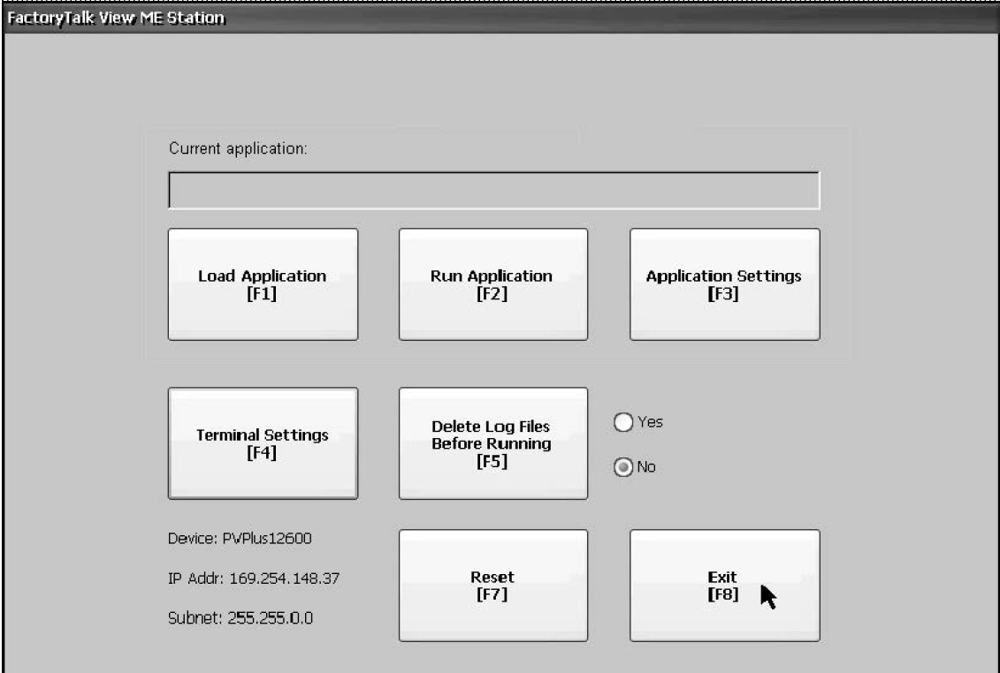 FactoryTalk View ME Station
Current application:
Load Application
[F1]
Run Application
[F2]
Application Settings
[F3]
Terminal Settings
[F4]
Delete Log Files
Before Running
[F5]
Yes
No
Device: PVPlus12600
IP Addr: 169.254.148.37
Subnet: 255.255.0.0
Reset
[F7]
Exit
[F8]